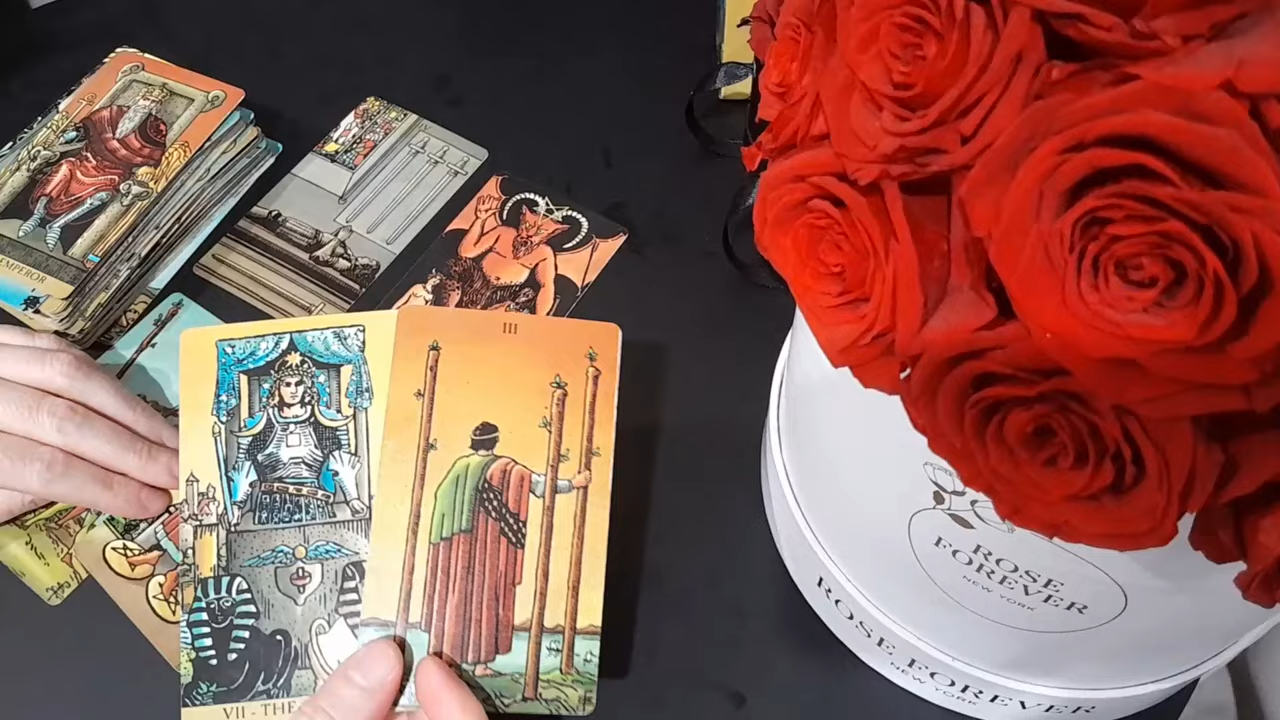 EMPEROR
III
VII - THE
ROSE
FOREVER
NEW YORK
ROSE FOREVER
NEW YORK